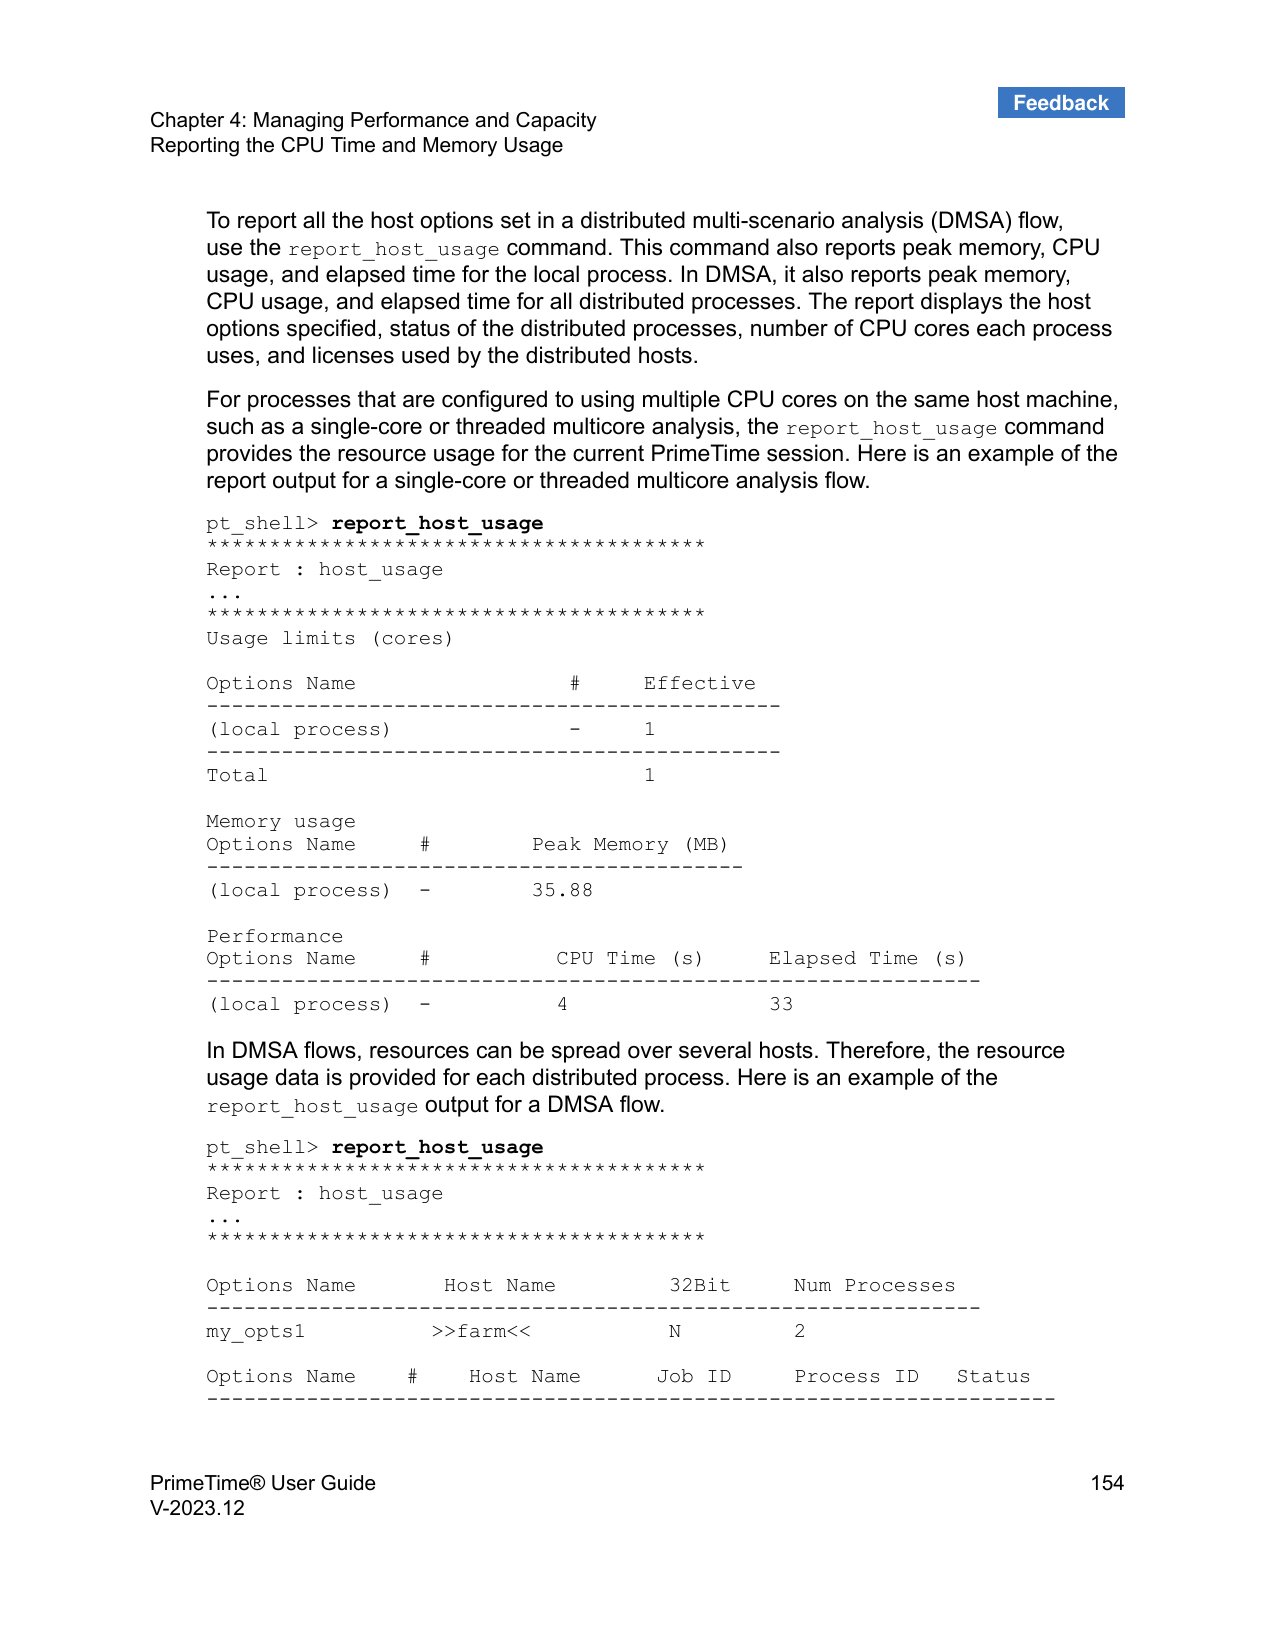 Feedback
Chapter 4: Managing Performance and Capacity
Reporting the CPU Time and Memory Usage
To report all the host options set in a distributed multi-scenario analysis (DMSA) flow,
use the report_host_usage command. This command also reports peak memory, CPU
usage, and elapsed time for the local process. In DMSA, it also reports peak memory,
CPU usage, and elapsed time for all distributed processes. The report displays the host
options specified, status of the distributed processes, number of CPU cores each process
uses, and licenses used by the distributed hosts.
For processes that are configured to using multiple CPU cores on the same host machine,
such as a single-core or threaded multicore analysis, the report_host_usage command
provides the resource usage for the current PrimeTime session. Here is an example of the
report output for a single-core or threaded multicore analysis flow.
pt_shell> report_host_usage
****************************************
Report : host_usage
...
****************************************
Usage limits (cores)
Options Name                 #     Effective
----------------------------------------------
(local process)              -     1
----------------------------------------------
Total                              1
Memory usage
Options Name     #        Peak Memory (MB)
-------------------------------------------
(local process)  -        35.88
Performance
Options Name     #          CPU Time (s)     Elapsed Time (s)
--------------------------------------------------------------
(local process)  -          4                33
In DMSA flows, resources can be spread over several hosts. Therefore, the resource
usage data is provided for each distributed process. Here is an example of the
report_host_usage output for a DMSA flow.
pt_shell> report_host_usage
****************************************
Report : host_usage
...
****************************************
Options Name       Host Name         32Bit     Num Processes
--------------------------------------------------------------
my_opts1          >>farm<<           N         2
Options Name    #    Host Name      Job ID     Process ID   Status
--------------------------------------------------------------------
PrimeTime® User Guide 154
V-2023.12